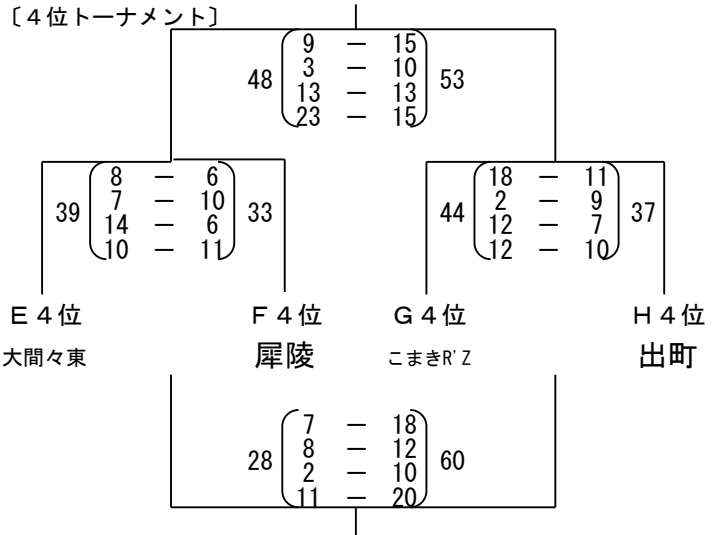 〔４位トーナメント〕
9 － 15
48 3 － 10 53
13 － 13
23 － 15
8 － 6 18 － 11
39 7 － 10 33 44 2 － 9 37
14 － 6 12 － 7
10 － 11 12 － 10
Ｅ４位 Ｆ４位 Ｇ４位 Ｈ４位
大間々東 犀陵 こまきR'Z 出町
7 － 18
28 8 － 12 60
2 － 10
11 － 20